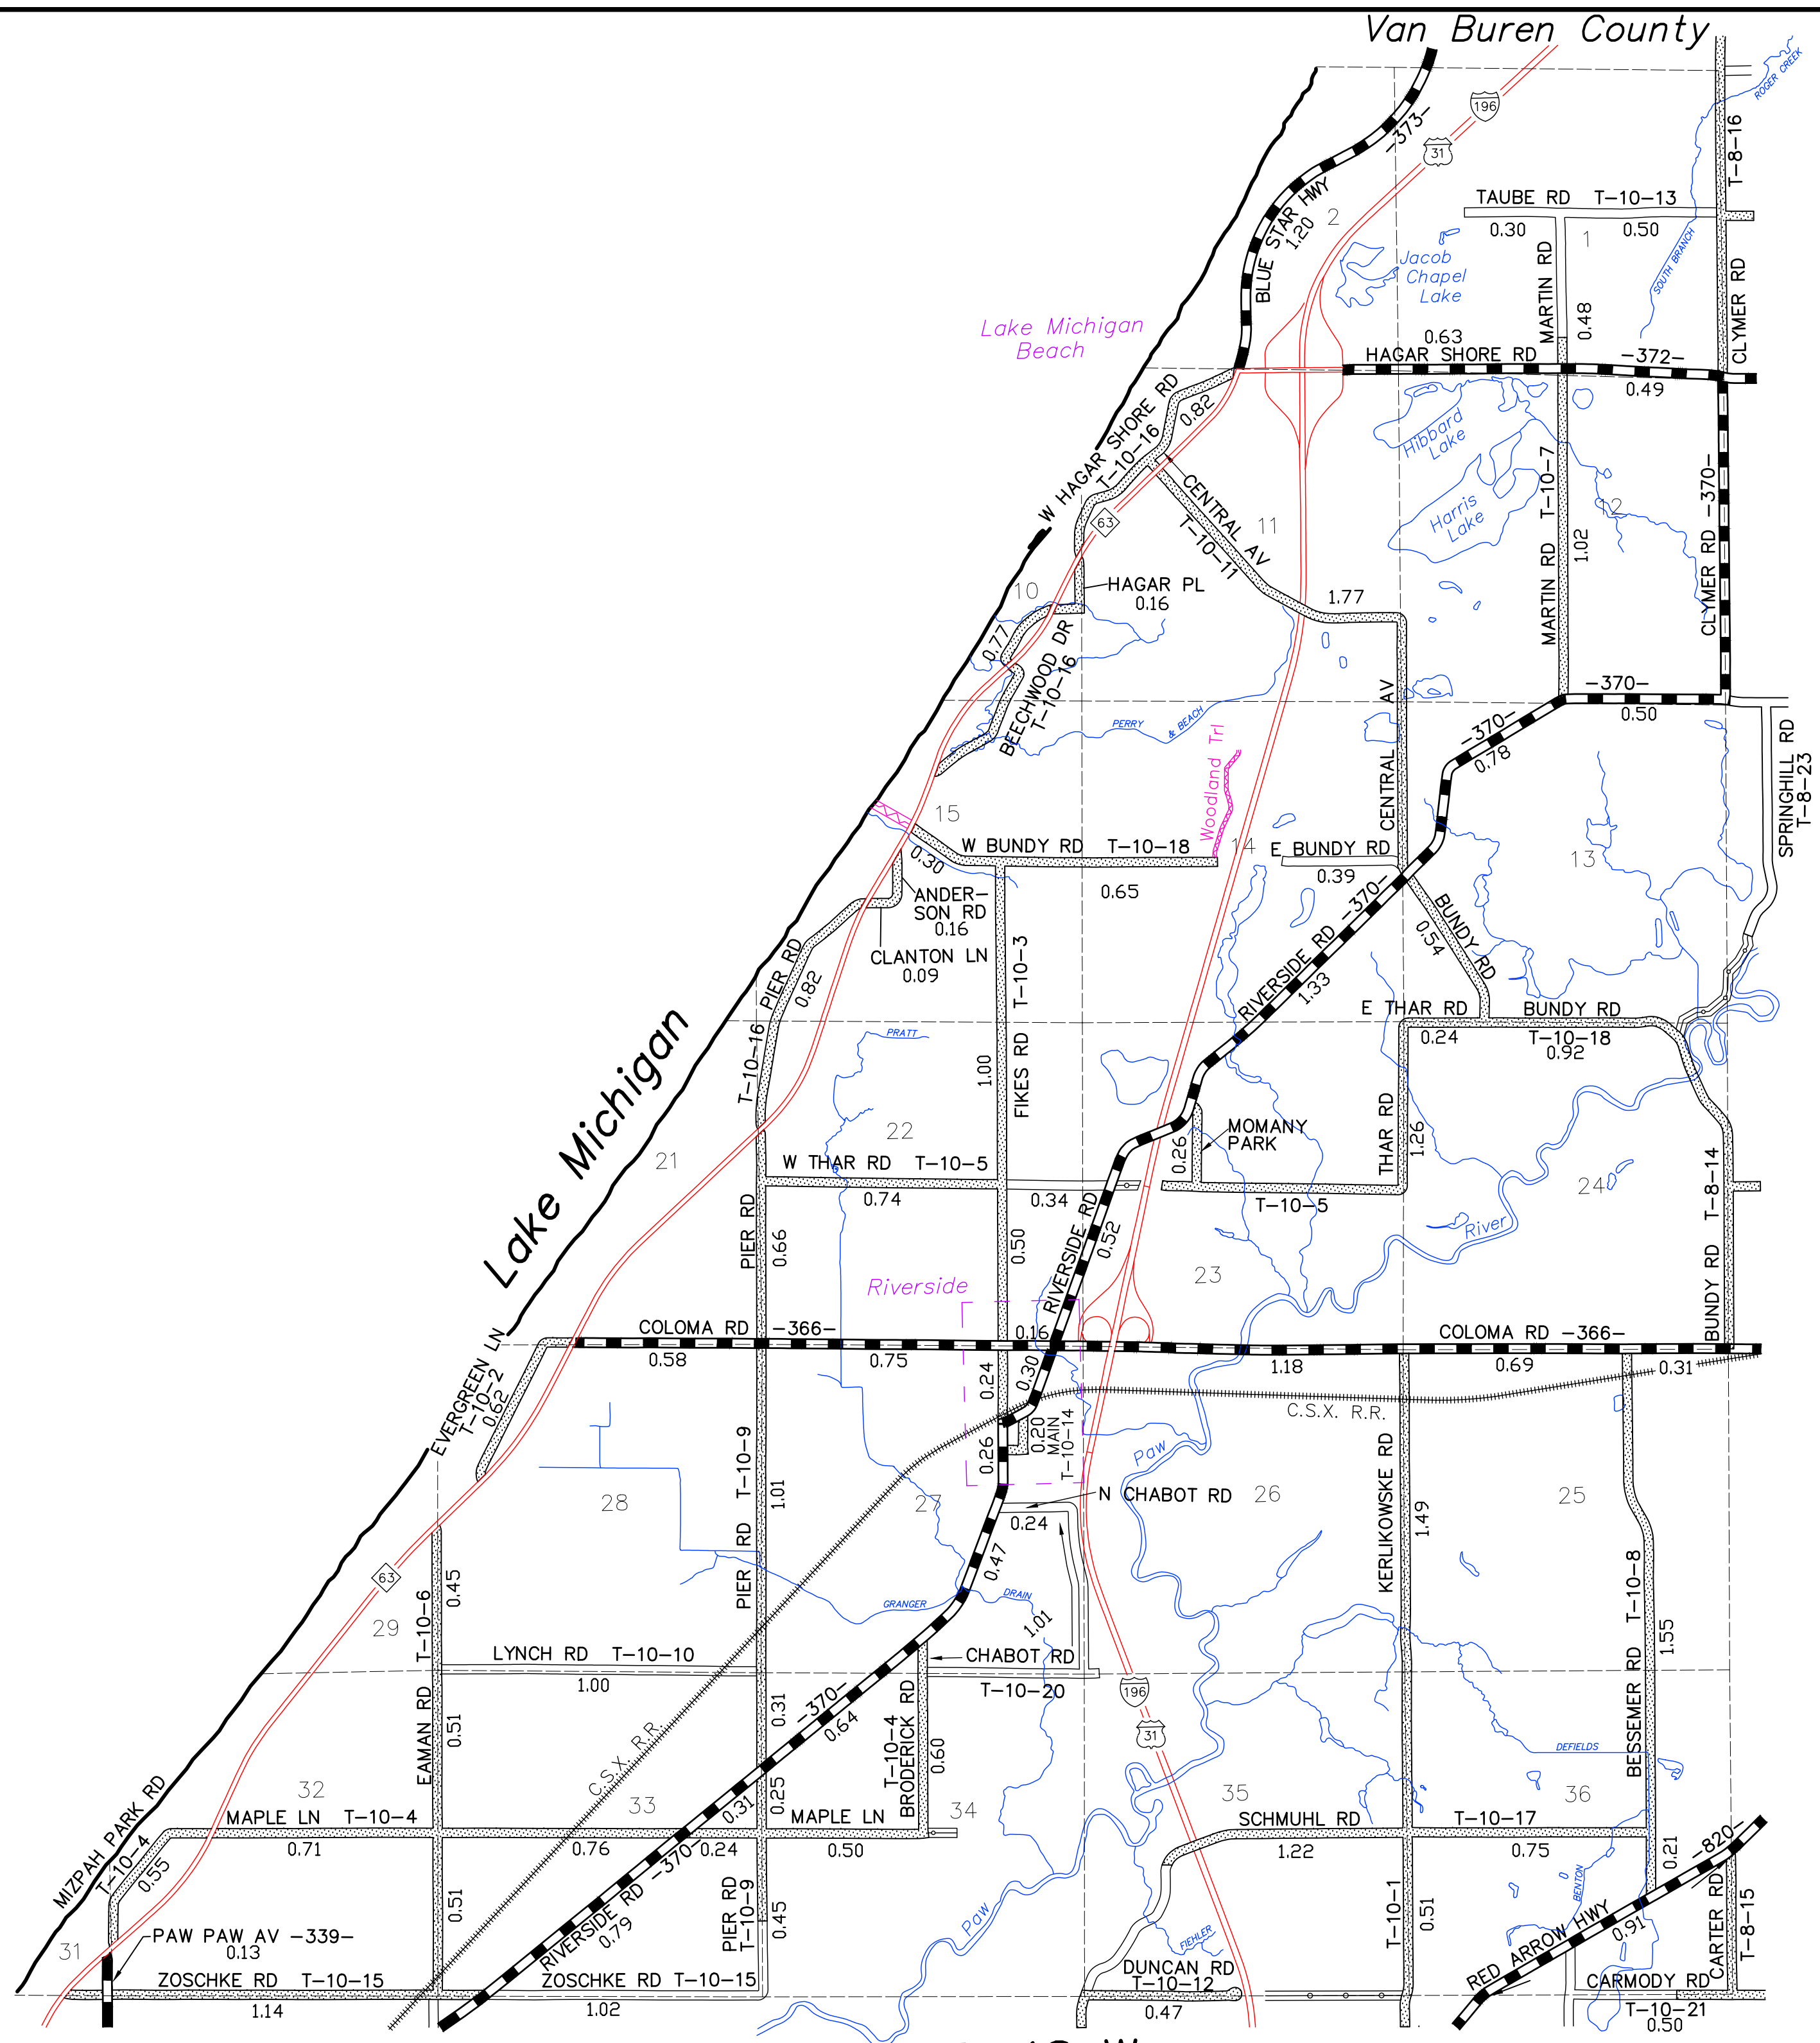 Van Buren County
ROGER CREEK
196
-373-
31
T-8-16
TAUBE RD T-10-13
0.30
0.50
2
1
BLUE STAR HWY
1.20
Jacob
Chapel
Lake
MARTIN RD
0.48
SOUTH BRANCH
CLYMER RD
Lake Michigan
Beach
0.63
HAGAR SHORE RD
-372-
0.49
W HAGAR SHORE RD
T-10-16
0.82
Hibbard
Lake
63
CENTRAL AV
T-10-11
11
Harris
Lake
MARTIN RD T-10-7
1.02
12
CLYMER RD -370-
10
HAGAR PL
0.16
1.77
0.77
BEECHWOOD DR
T-10-16
CENTRAL AV
-370-
0.50
PERRY & BEACH
-370-
0.78
SPRINGHILL RD
T-8-23
Woodland Trl
15
W BUNDY RD T-10-18
0.30
0.65
14
E BUNDY RD
0.39
13
ANDER-
SON RD
0.16
CLANTON LN
0.09
PIER RD
0.82
T-10-16
FIKES RD T-10-3
1.00
RIVERSIDE RD -370-
1.33
BUNDY RD
0.54
E THAR RD
0.24
BUNDY RD
T-10-18
0.92
PRATT
Lake Michigan
21
22
W THAR RD T-10-5
0.74
0.34
0.26
MOMANY
PARK
THAR RD
1.26
T-10-5
24
BUNDY RD T-8-14
River
PIER RD
0.66
0.50
RIVERSIDE RD
0.52
23
Riverside
EVERGREEN LN
T-10-2
0.62
COLOMA RD -366-
0.58
0.75
0.16
1.18
COLOMA RD -366-
0.69
0.31
0.24
0.30
C.S.X. R.R.
0.26
0.20
MAIN
T-10-14
Paw
28
PIER RD T-10-9
1.01
27
N CHABOT RD
0.24
26
KERLIKOWSKE RD
1.49
25
63
29
EAMAN RD T-10-6
0.45
0.47
GRANGER
DRAIN
1.01
BESSEMER RD T-10-8
1.55
LYNCH RD T-10-10
1.00
CHABOT RD
T-10-20
196
31
0.51
0.31
-370-
0.64
T-10-4
BRODERICK RD
0.60
C.S.X. R.R.
DEFIELDS
MIZPAH PARK RD
T-10-4
0.55
32
MAPLE LN T-10-4
0.71
33
0.76
0.31
0.25
0.24
MAPLE LN
0.50
34
35
SCHMUHL RD T-10-17
1.22
0.75
36
0.21
-820-
31
PAW PAW AV -339-
0.13
0.51
RIVERSIDE RD -370-
0.79
PIER RD
T-10-9
0.45
Paw
FIEHLER
T-10-1
0.51
BENTON
RED ARROW HWY
0.91
CARTER RD
T-8-15
ZOSCHKE RD T-10-15
1.14
ZOSCHKE RD T-10-15
1.02
DUNCAN RD
T-10-12
0.47
CARMODY RD
T-10-21
0.50